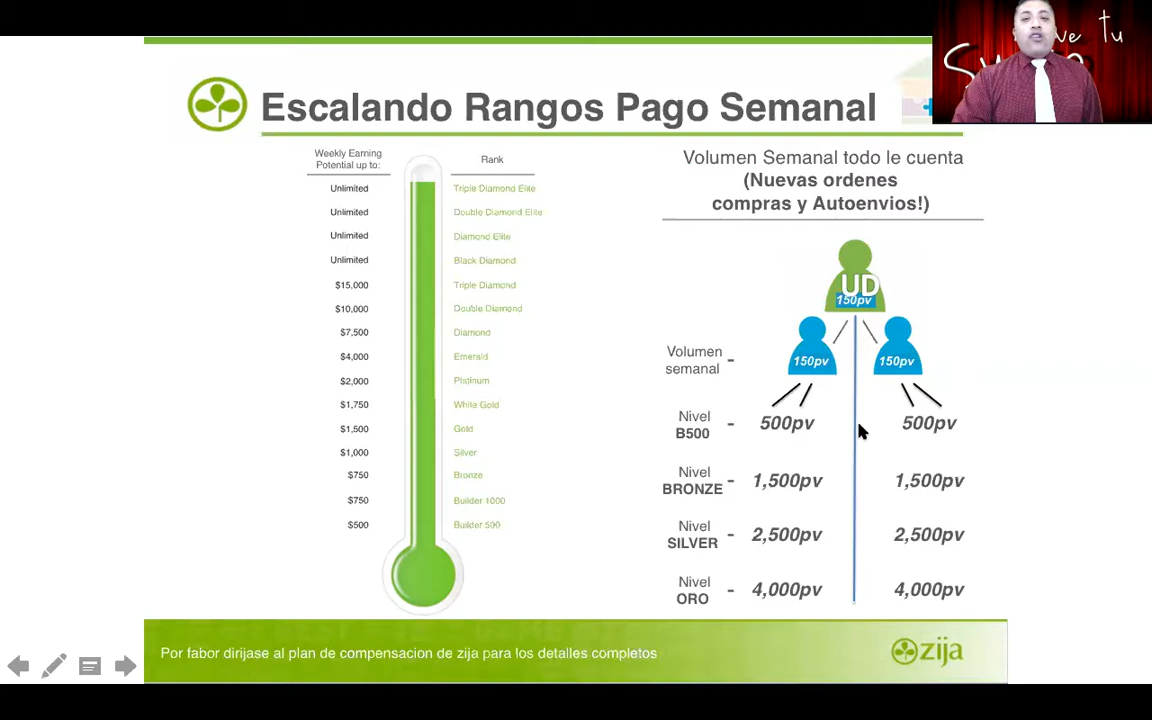 Escalando Rangos Pago Semanal
ve tu
Weekly Earning
Potential up to:
Rank
Unlimited Triple Diamond Elite
Unlimited Double Diamond Elite
Unlimited Diamond Elite
Unlimited Black Diamond
$15,000 Triple Diamond
$10,000 Double Diamond
$7,500 Diamond
$4,000 Emerald
$2,000 Platinum
$1,750 White Gold
$1,500 Gold
$1,000 Silver
$750 Bronze
$750 Builder 1000
$500 Builder 500
Volumen Semanal todo le cuenta
(Nuevas ordenes
compras y Autoenvios!)
UD
150pv
150pv 150pv
Volumen
semanal -
Nivel
B500 - 500pv 500pv
Nivel
BRONZE - 1,500pv 1,500pv
Nivel
SILVER - 2,500pv 2,500pv
Nivel
ORO - 4,000pv 4,000pv
Por fabor dirijase al plan de compensacion de zija para los detalles completos
zija